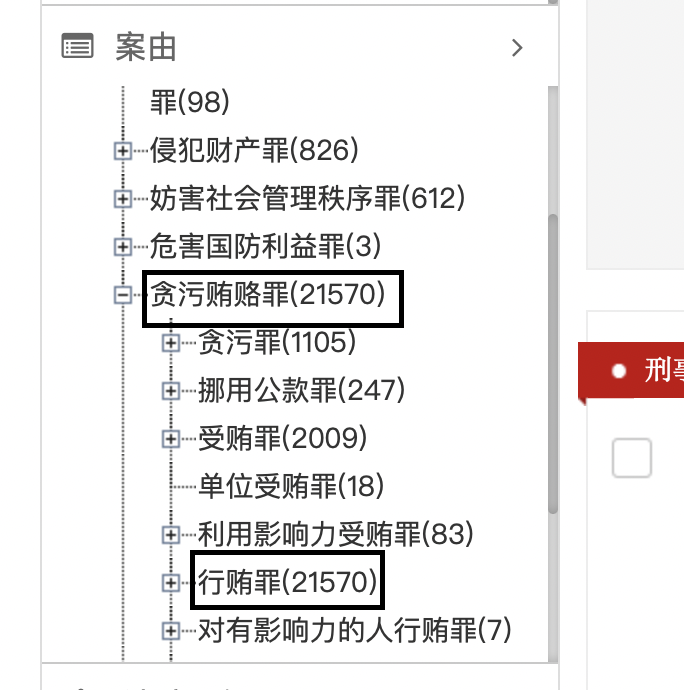 案由
罪(98)
侵犯财产罪(826)
妨害社会管理秩序罪(612)
危害国防利益罪(3)
贪污贿赂罪(21570)
贪污罪(1105)
挪用公款罪(247)
受贿罪(2009)
单位受贿罪(18)
利用影响力受贿罪(83)
行贿罪(21570)
对有影响力的人行贿罪(7)
刑事